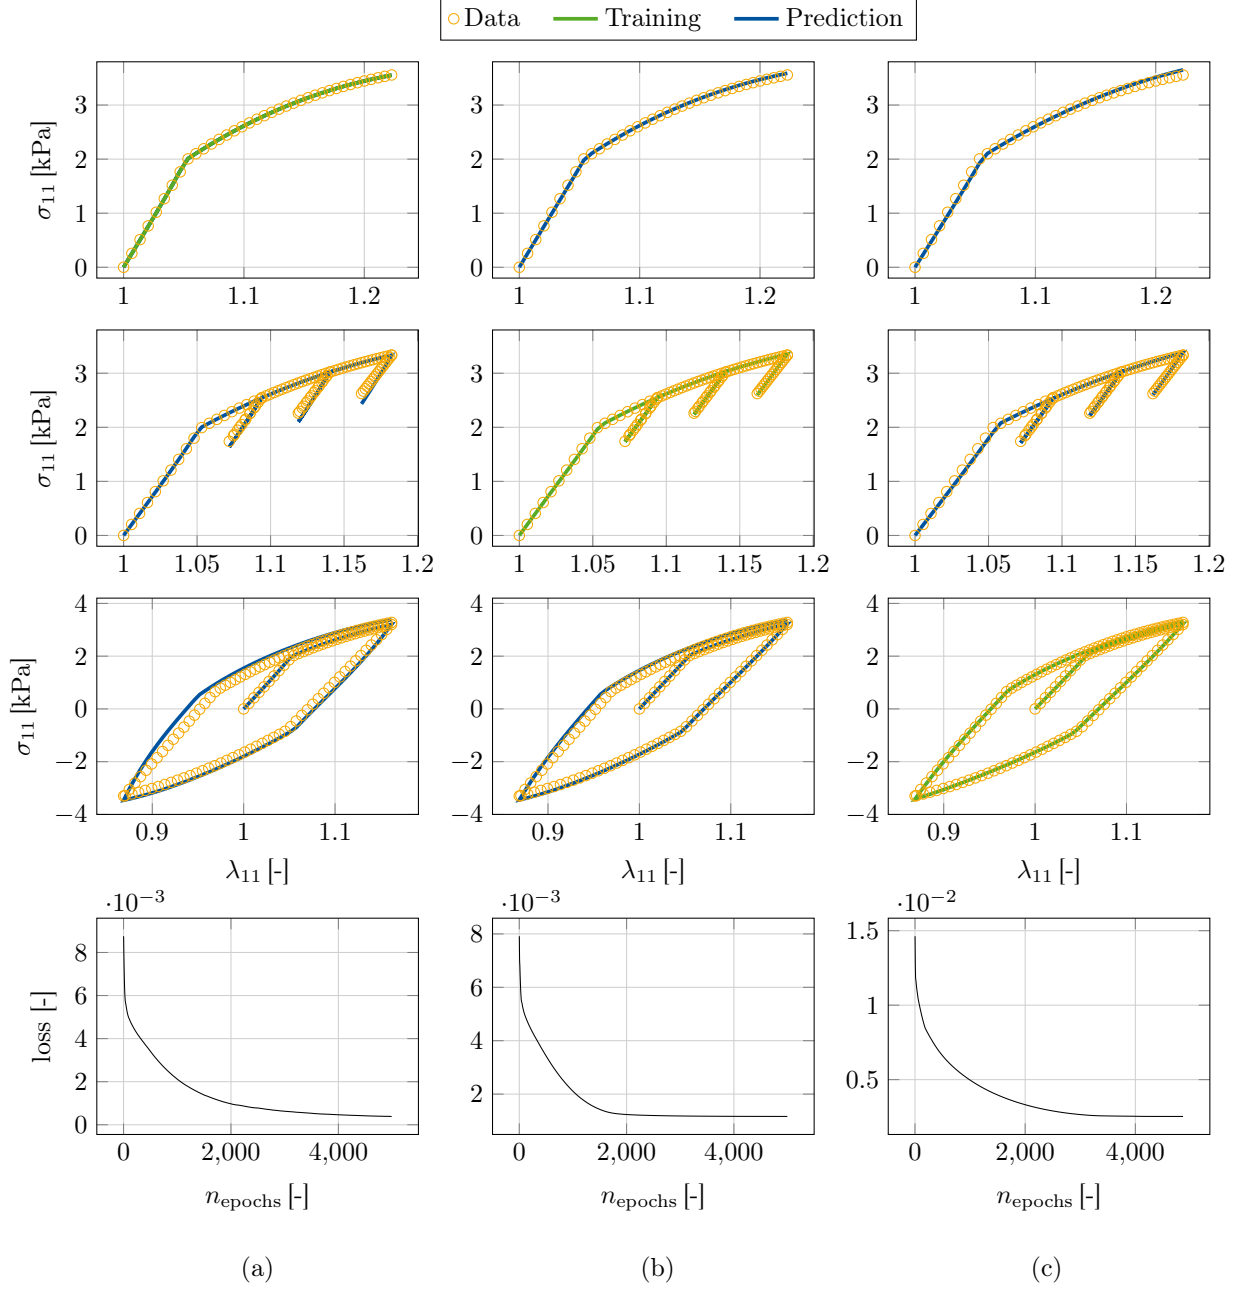 Data Training Prediction
3
2
1
0
σ11 [kPa]
1 1.1 1.2
3
2
1
0
1 1.1 1.2
3
2
1
0
1 1.1 1.2
3
2
1
0
σ11 [kPa]
1 1.05 1.1 1.15 1.2
3
2
1
0
1 1.05 1.1 1.15 1.2
3
2
1
0
1 1.05 1.1 1.15 1.2
4
2
0
−2
−4
σ11 [kPa]
0.9 1 1.1
λ11 [-]
4
2
0
−2
−4
0.9 1 1.1
λ11 [-]
4
2
0
−2
−4
0.9 1 1.1
λ11 [-]
·10−3
8
6
4
2
0
loss [-]
0 2,000 4,000
nepochs [-]
·10−3
8
6
4
2
0 2,000 4,000
nepochs [-]
·10−2
1.5
1
0.5
0 2,000 4,000
nepochs [-]
(a) (b) (c)